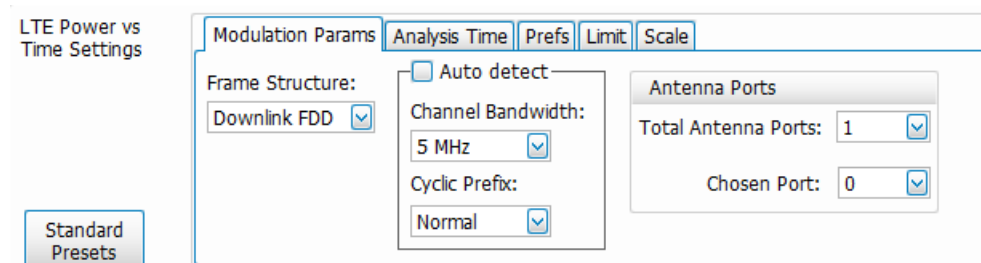 LTE Power vs
Time Settings
Modulation Params Analysis Time Prefs Limit Scale
Frame Structure:
Downlink FDD
Auto detect
Channel Bandwidth:
5 MHz
Cyclic Prefix:
Normal
Antenna Ports
Total Antenna Ports: 1
Chosen Port: 0
Standard
Presets